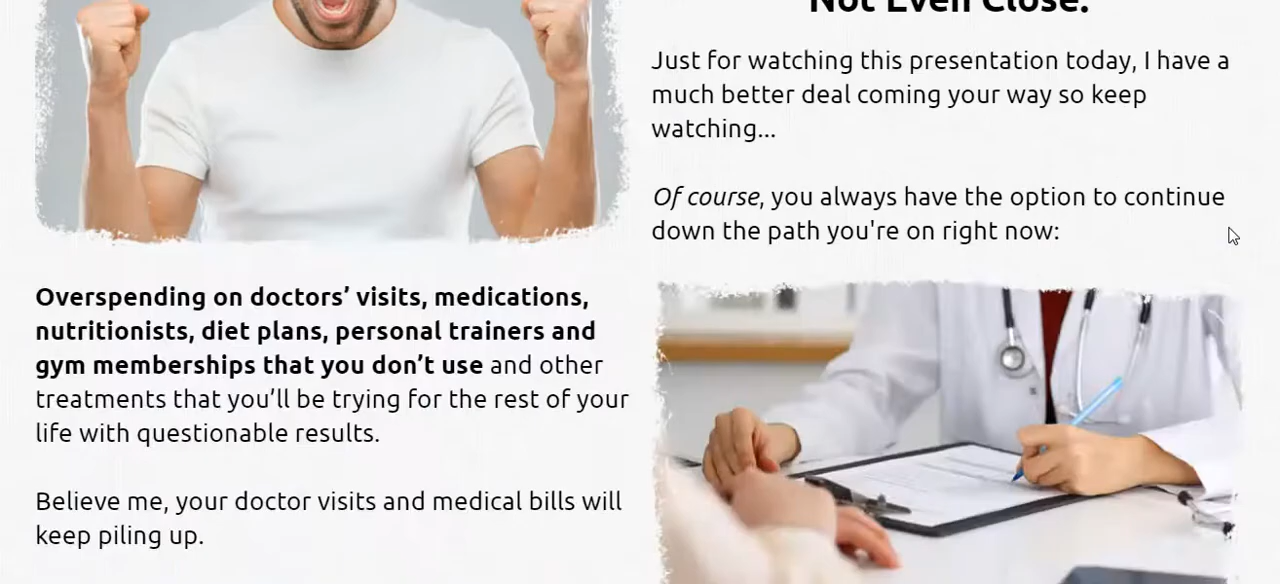 Not Even Close.
Just for watching this presentation today, I have a
much better deal coming your way so keep
watching...
Of course, you always have the option to continue
down the path you're on right now:
Overspending on doctors’ visits, medications,
nutritionists, diet plans, personal trainers and
gym memberships that you don’t use and other
treatments that you’ll be trying for the rest of your
life with questionable results.
Believe me, your doctor visits and medical bills will
keep piling up.